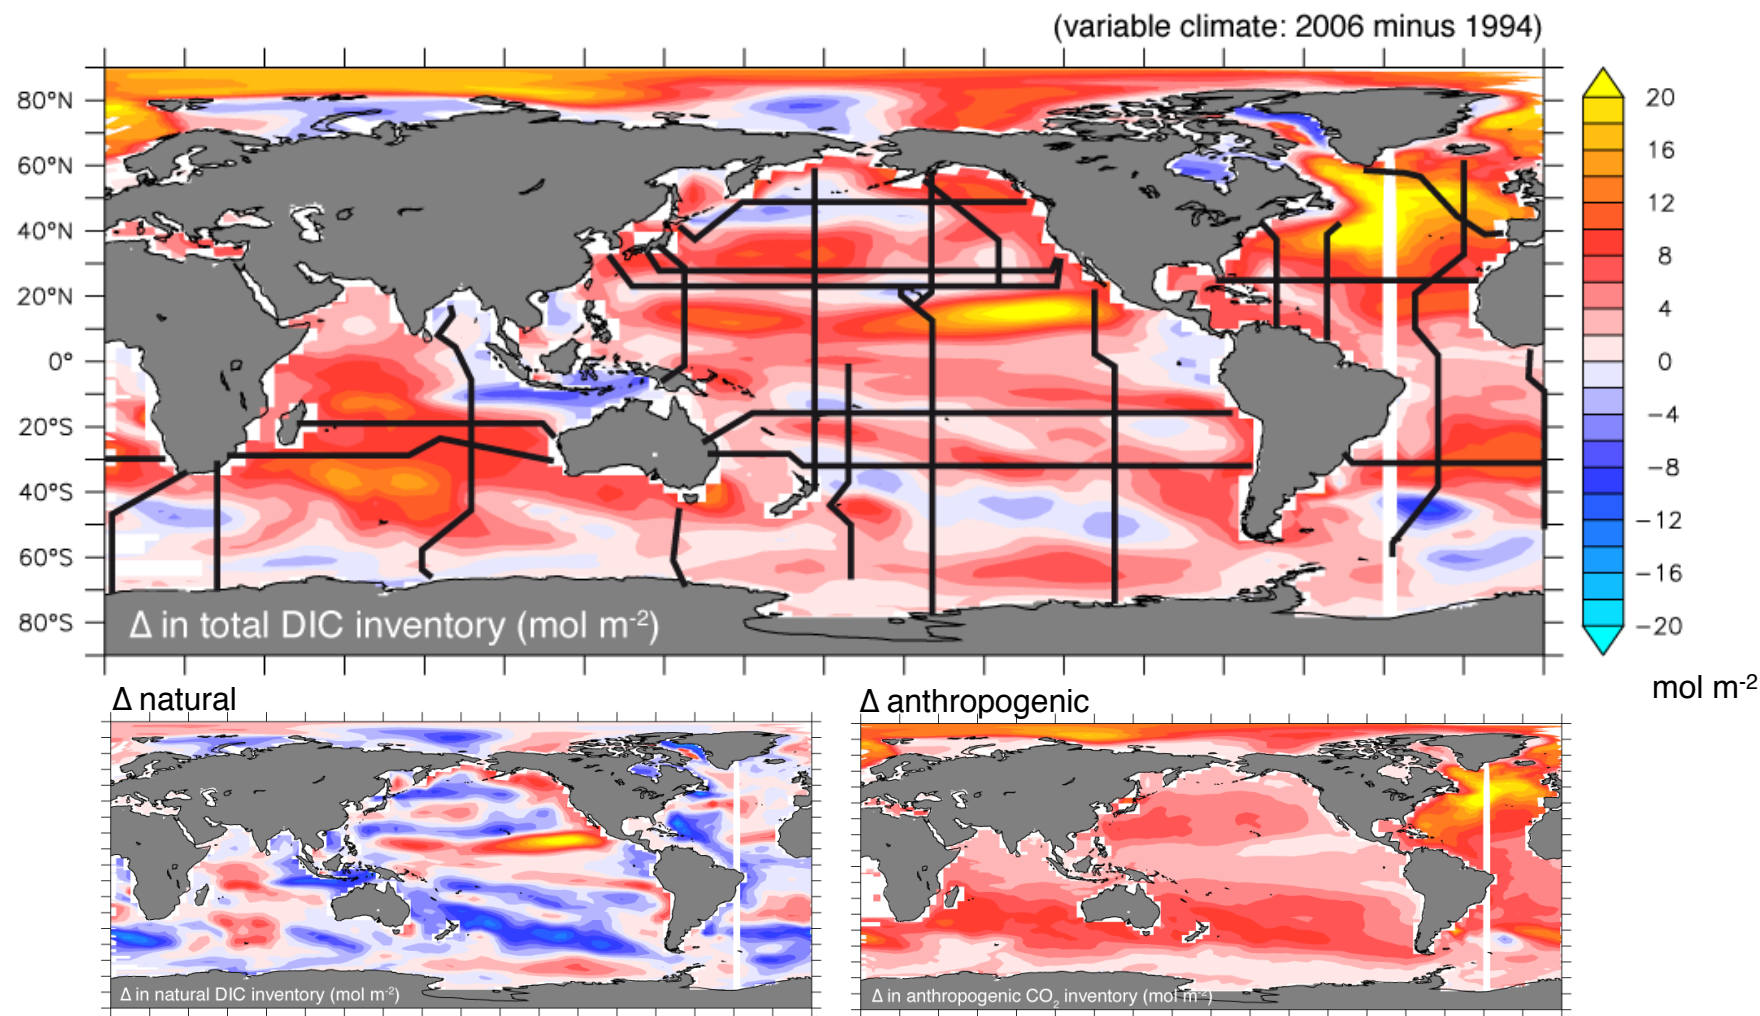 (variable climate: 2006 minus 1994)
80°N
60°N
40°N
20°N
0°
20°S
40°S
60°S
80°S
20
16
12
8
4
0
−4
−8
−12
−16
−20
mol m-2
Δ in total DIC inventory (mol m-2)
Δ natural
Δ anthropogenic
Δ in natural DIC inventory (mol m-2)
Δ in anthropogenic CO2 inventory (mol m-2)